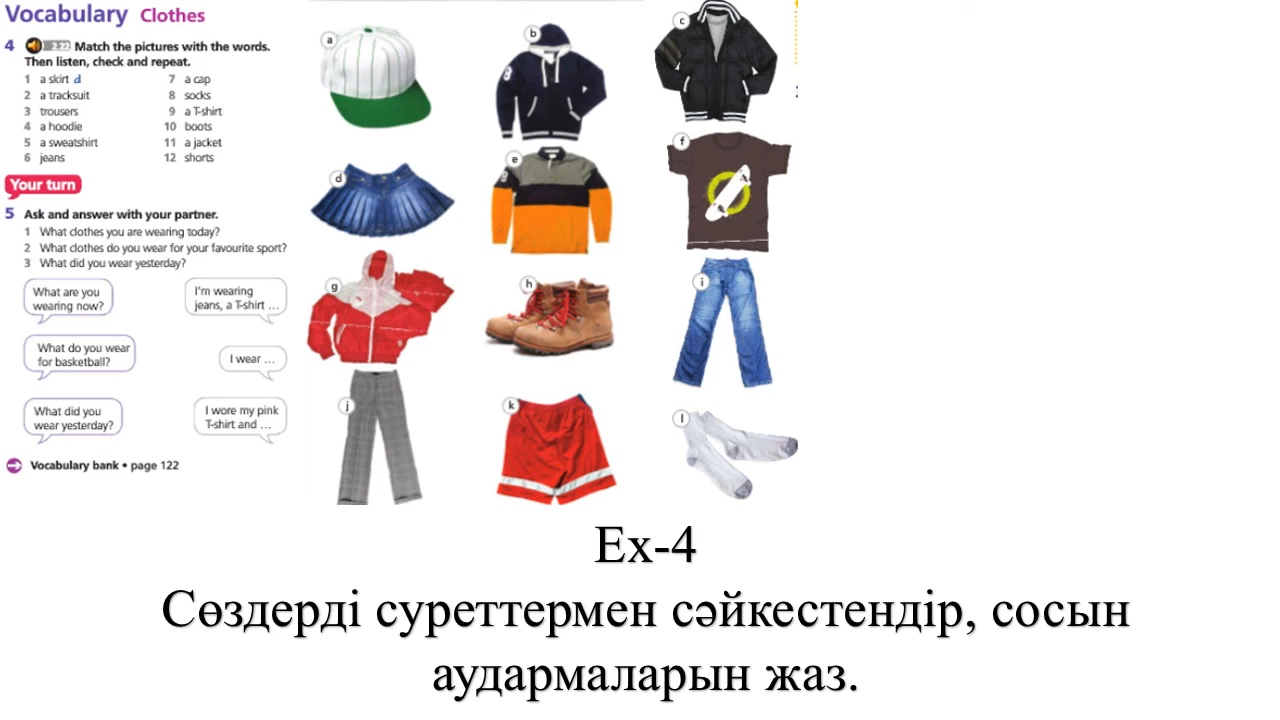 Vocabulary Clothes
4 2.22 Match the pictures with the words.
Then listen, check and repeat.
1 a skirt d
2 a tracksuit
3 trousers
4 a hoodie
5 a sweatshirt
6 jeans
7 a cap
8 socks
9 a T-shirt
10 boots
11 a jacket
12 shorts
Your turn
5 Ask and answer with your partner.
1 What clothes you are wearing today?
2 What clothes do you wear for your favourite sport?
3 What did you wear yesterday?
What are you
wearing now?
I'm wearing
jeans, a T-shirt ...
What do you wear
for basketball?
I wear ...
What did you
wear yesterday?
I wore my pink
T-shirt and ...
Vocabulary bank • page 122
a
b
c
d
e
f
g
h
i
j
k
l
Ex-4
Сөздерді суреттермен сәйкестендір, сосын
аудармаларын жаз.